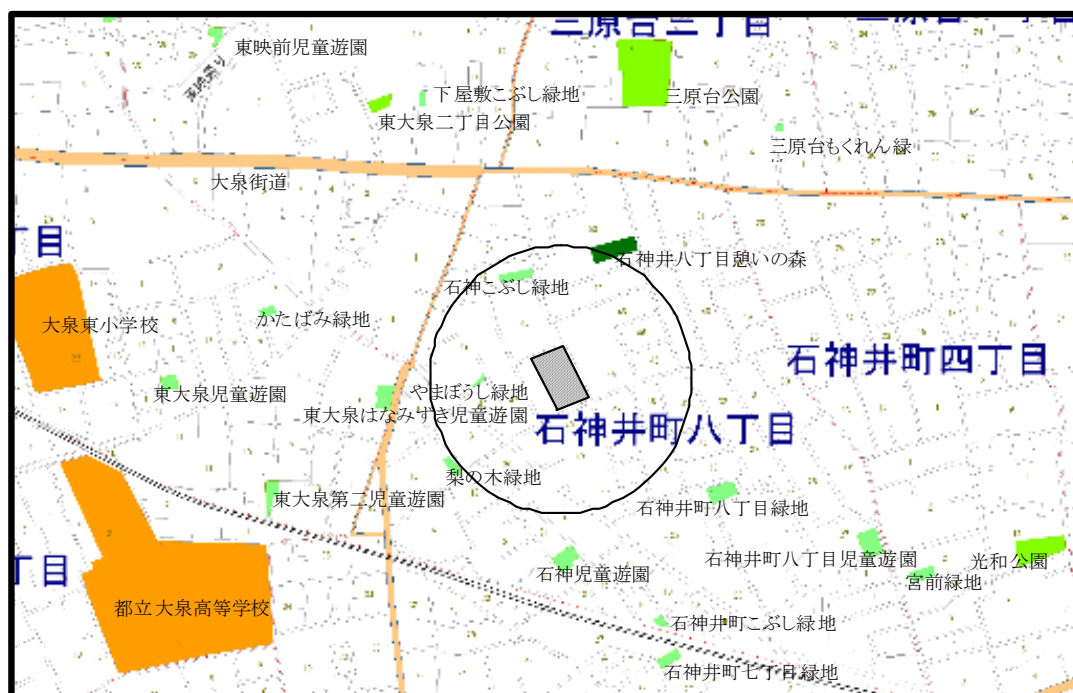 三原台三丁目
東映前児童遊園
下屋敷こぶし緑地
東大泉二丁目公園
三原台公園
三原台もくれん緑
大泉街道
丁目
石神井八丁目憩いの森
石神こぶし緑地
かたばみ緑地
大泉東小学校
石神井町四丁目
東大泉児童遊園
やまぼうし緑地
東大泉はなみずき児童遊園
石神井町八丁目
梨の木緑地
東大泉第二児童遊園
石神井町八丁目緑地
石神児童遊園
石神井町八丁目児童遊園
光和公園
宮前緑地
丁目
都立大泉高等学校
石神井町こぶし緑地
石神井町七丁目緑地